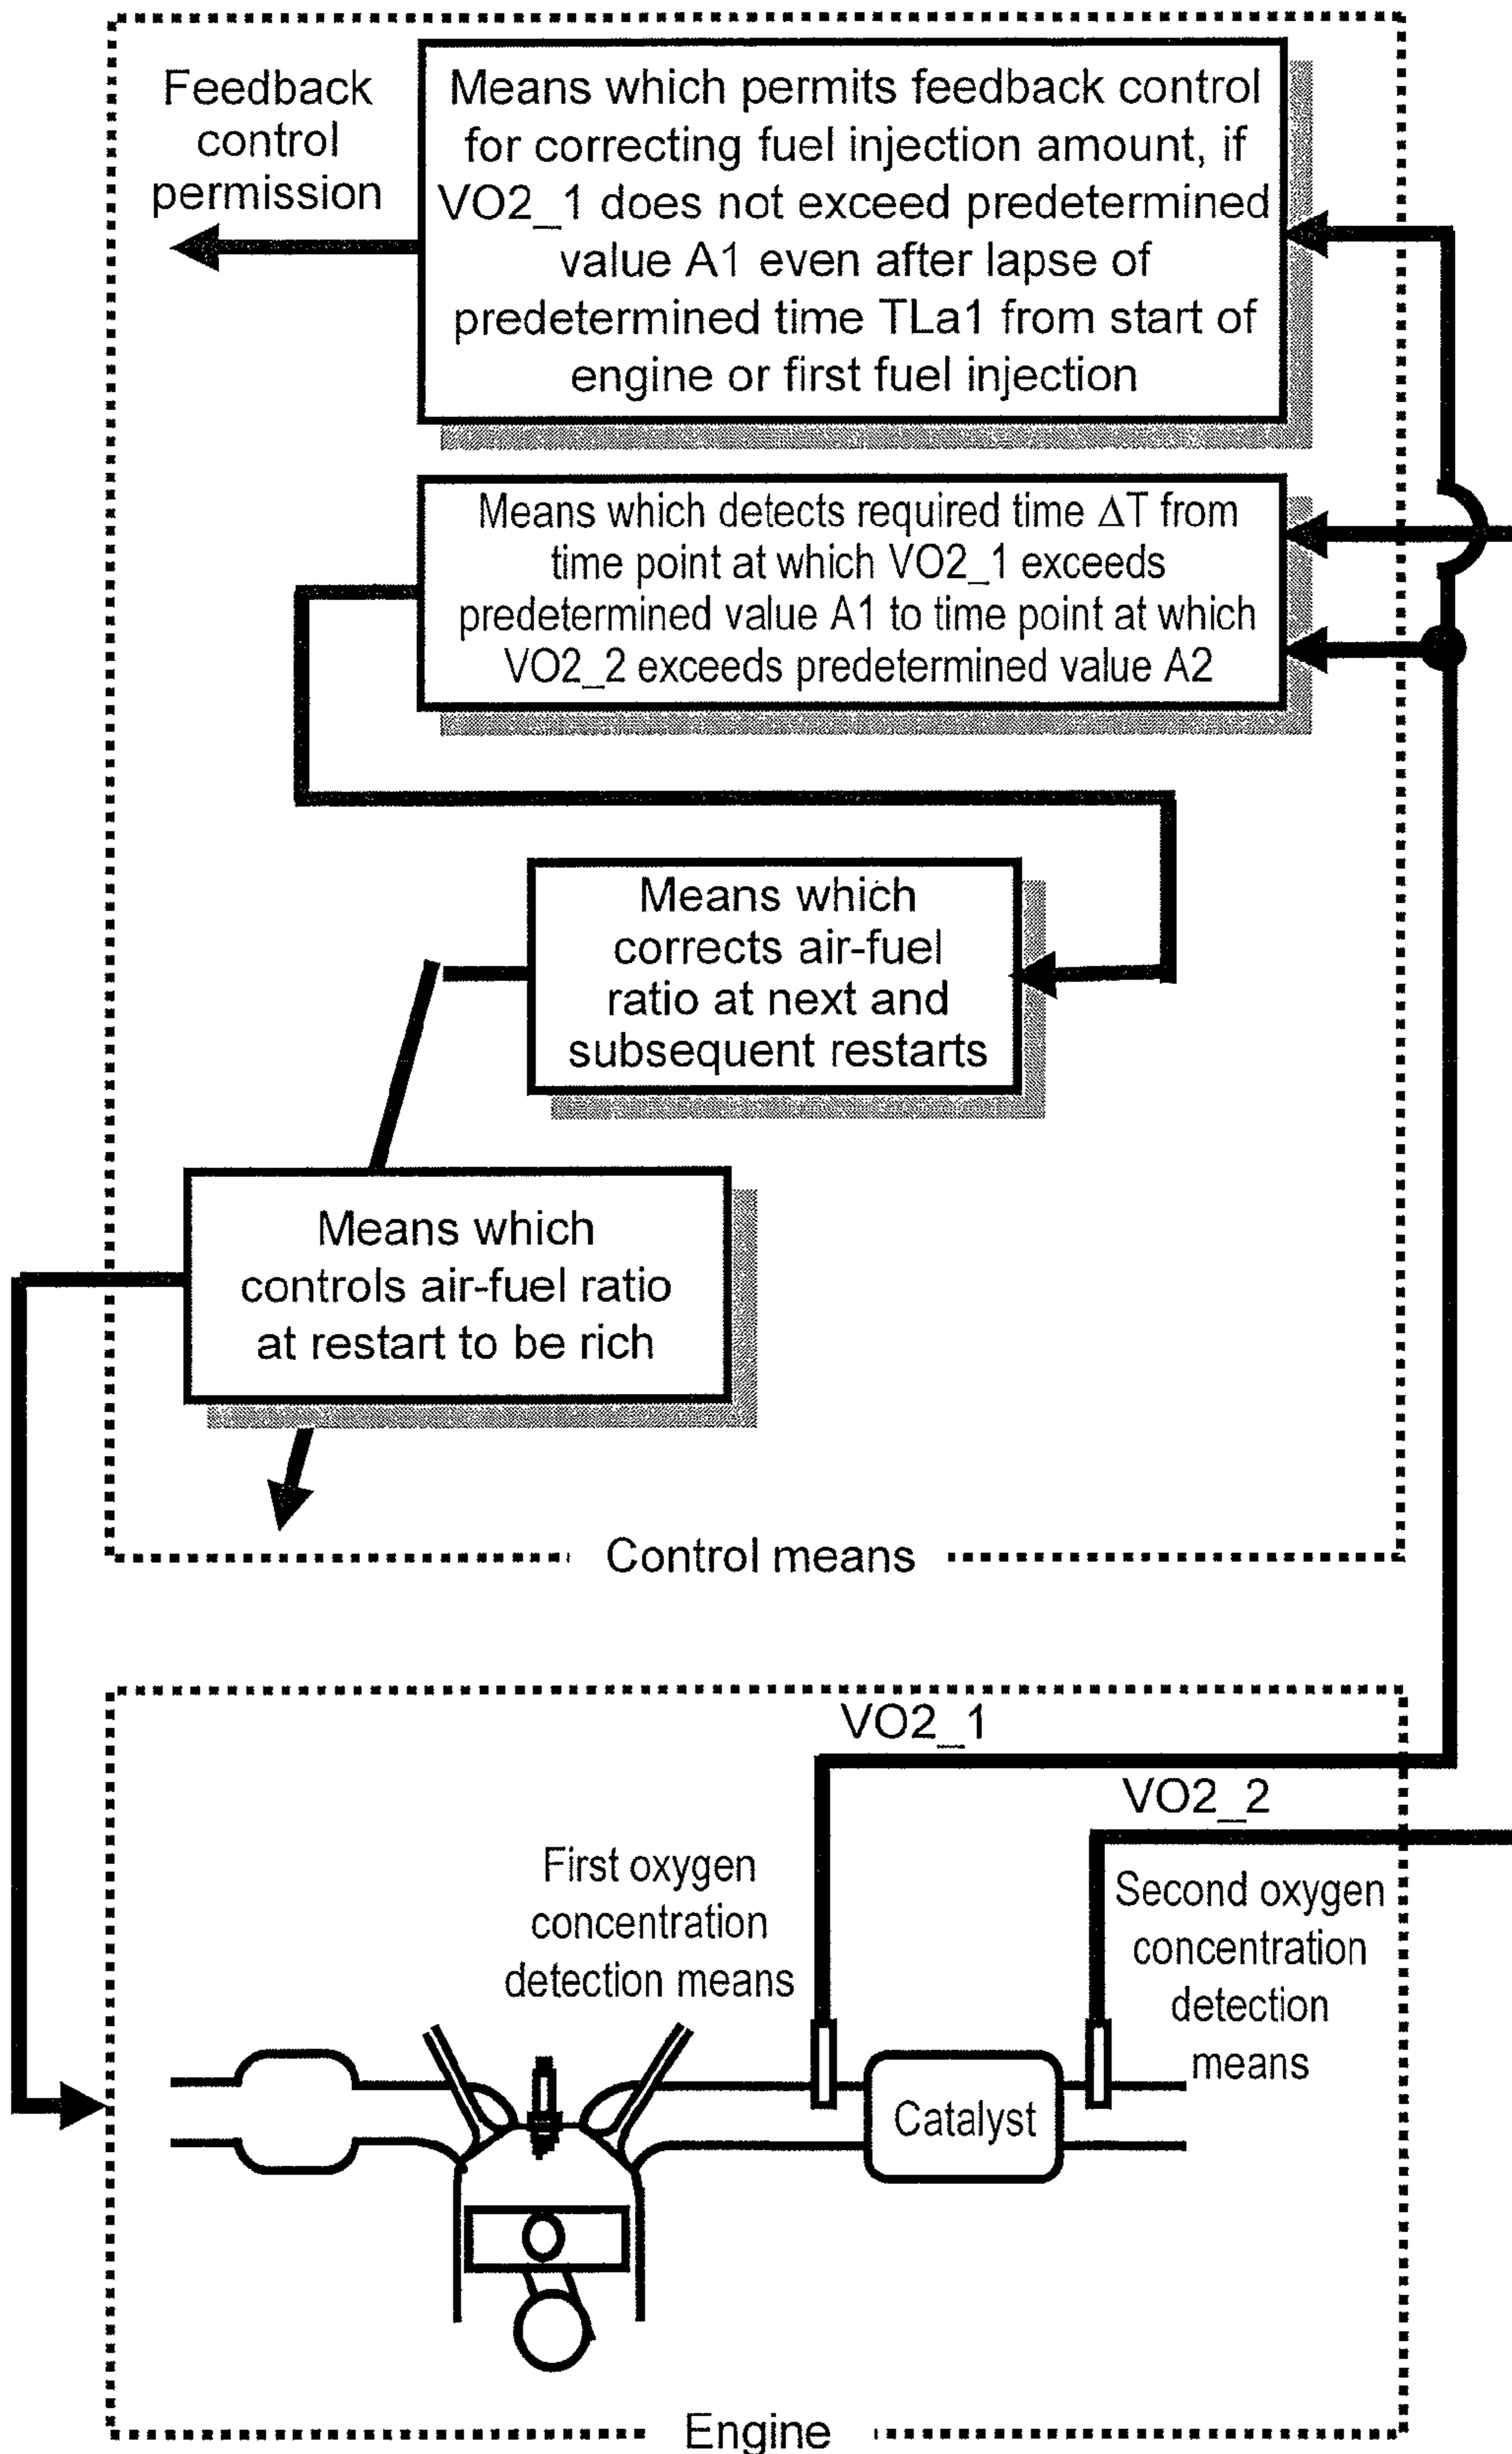 Feedback
control
permission
Means which permits feedback control
for correcting fuel injection amount, if
VO2_1 does not exceed predetermined
value A1 even after lapse of
predetermined time TLa1 from start of
engine or first fuel injection
Means which detects required time ΔT from
time point at which VO2_1 exceeds
predetermined value A1 to time point at which
VO2_2 exceeds predetermined value A2
Means which
corrects air-fuel
ratio at next and
subsequent restarts
Means which
controls air-fuel ratio
at restart to be rich
Control means
VO2_1
VO2_2
First oxygen
concentration
detection means
Second oxygen
concentration
detection
means
Catalyst
Engine